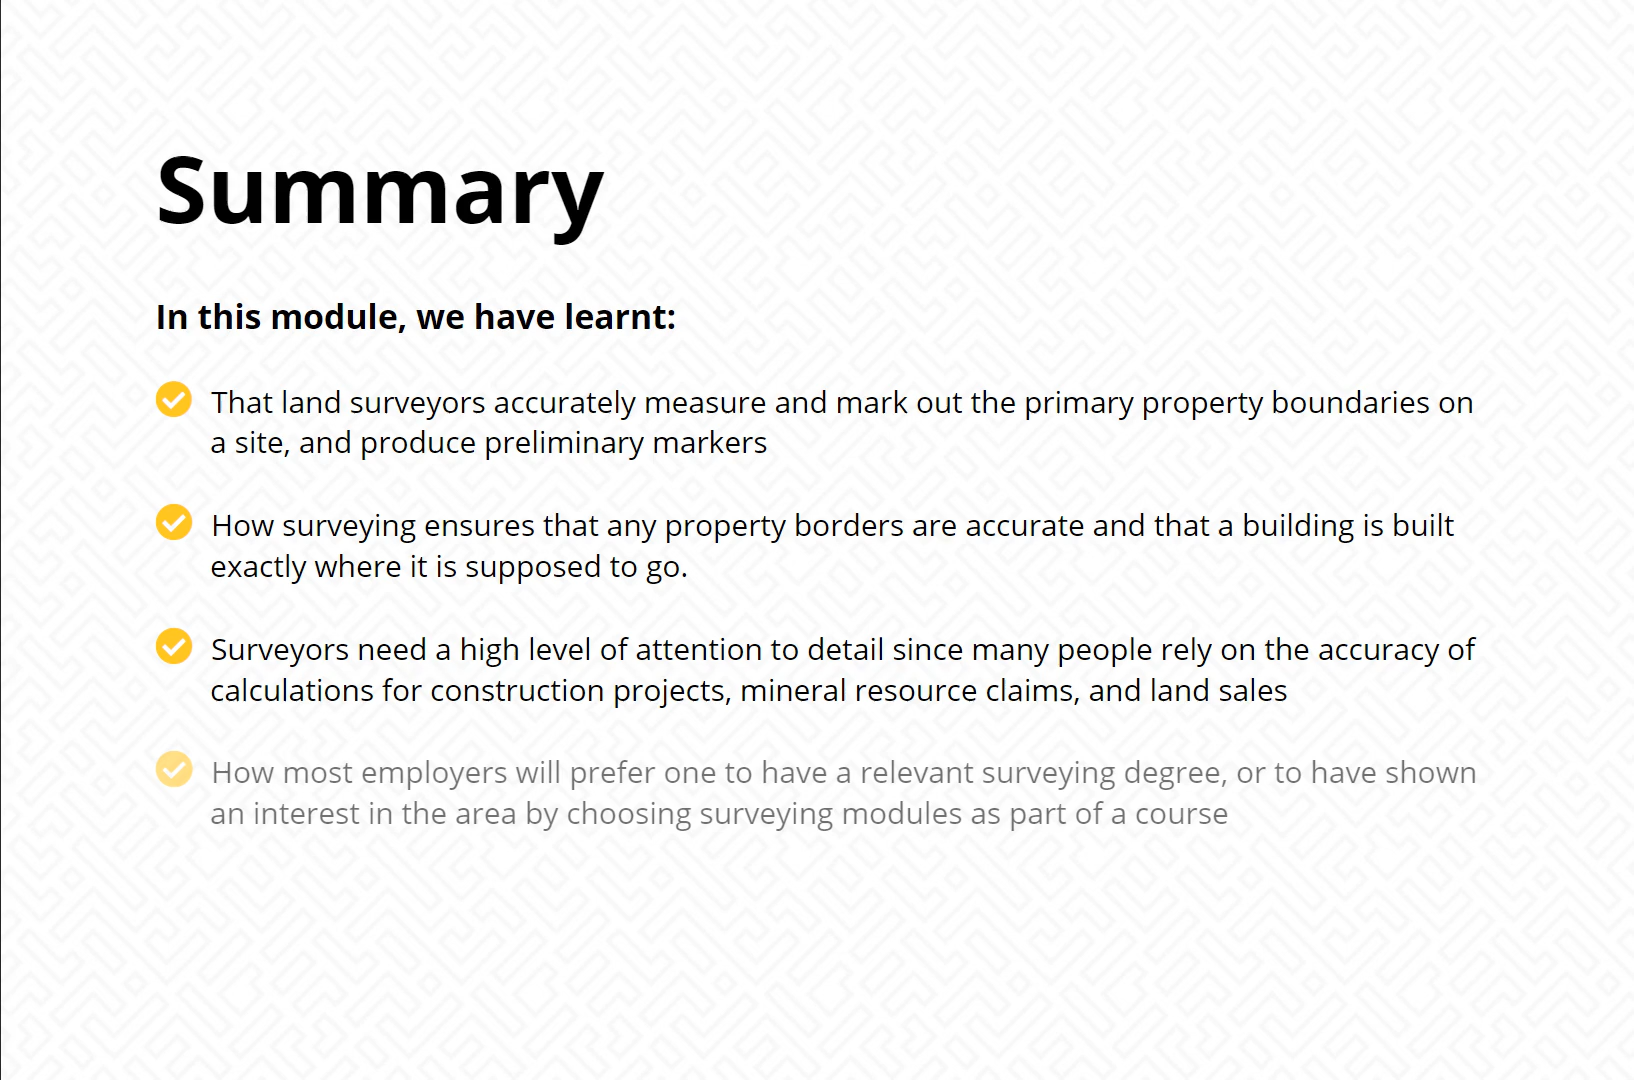 Summary
In this module, we have learnt:
That land surveyors accurately measure and mark out the primary property boundaries on
a site, and produce preliminary markers
How surveying ensures that any property borders are accurate and that a building is built
exactly where it is supposed to go.
Surveyors need a high level of attention to detail since many people rely on the accuracy of
calculations for construction projects, mineral resource claims, and land sales
How most employers will prefer one to have a relevant surveying degree, or to have shown
an interest in the area by choosing surveying modules as part of a course